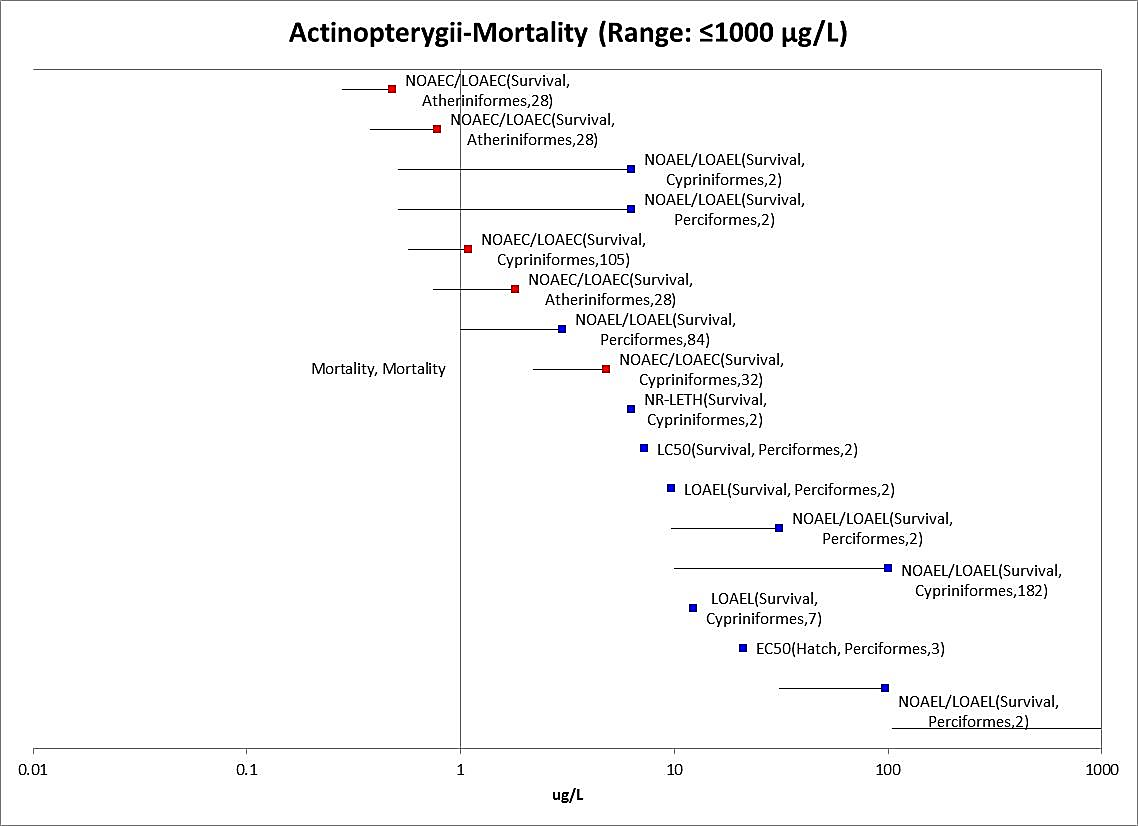 Actinopterygii-Mortality (Range: ≤1000 µg/L)
NOAEC/LOAEC(Survival,
Atheriniformes,28)
NOAEC/LOAEC(Survival,
Atheriniformes,28)
NOAEL/LOAEL(Survival,
Cypriniformes,2)
NOAEL/LOAEL(Survival,
Perciformes,2)
NOAEC/LOAEC(Survival,
Cypriniformes,105)
NOAEC/LOAEC(Survival,
Atheriniformes,28)
NOAEL/LOAEL(Survival,
Perciformes,84)
Mortality, Mortality
NOAEC/LOAEC(Survival,
Cypriniformes,32)
NR-LETH(Survival,
Cypriniformes,2)
LC50(Survival, Perciformes,2)
LOAEL(Survival, Perciformes,2)
NOAEL/LOAEL(Survival,
Perciformes,2)
NOAEL/LOAEL(Survival,
Cypriniformes,182)
LOAEL(Survival,
Cypriniformes,7)
EC50(Hatch, Perciformes,3)
NOAEL/LOAEL(Survival,
Perciformes,2)
0.01 0.1 1 10 100 1000
ug/L